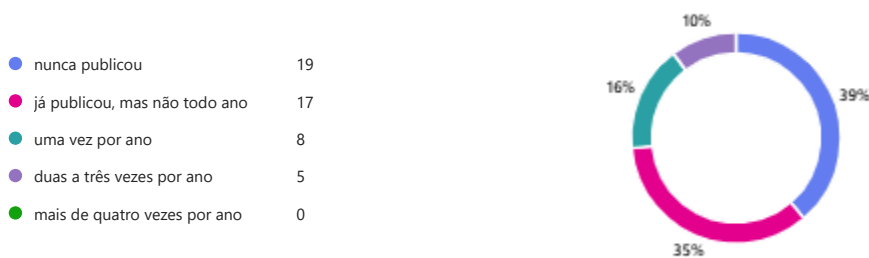 10%
nunca publicou 19
16%
39%
já publicou, mas não todo ano 17
uma vez por ano 8
duas a três vezes por ano 5
mais de quatro vezes por ano 0
35%